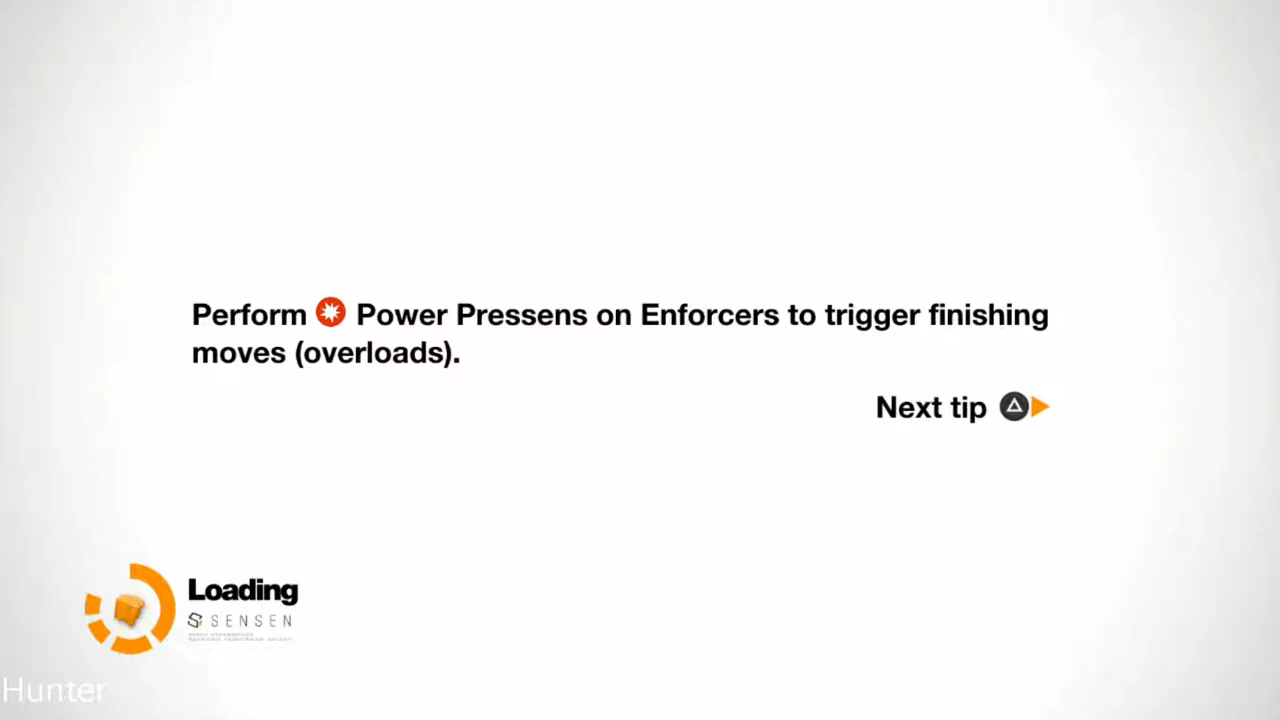 Perform Power Pressens on Enforcers to trigger finishing
moves (overloads).
Next tip
Loading
SENSEN
Hunter